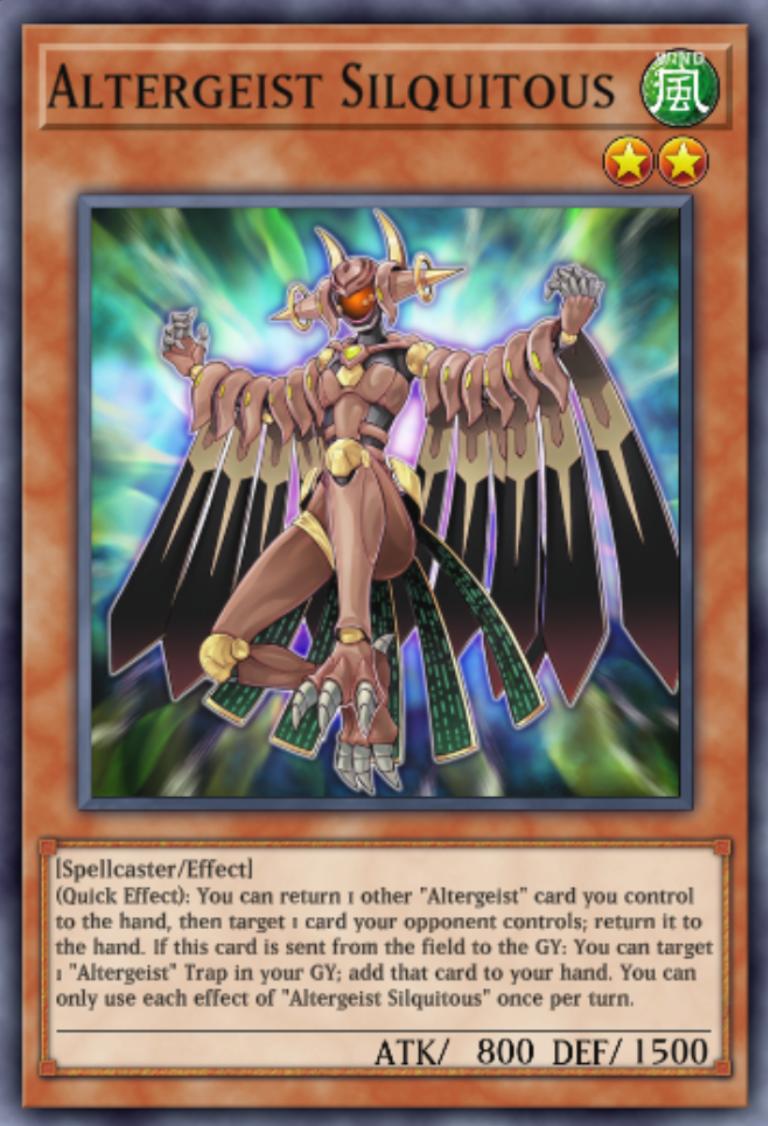 Altergeist Silquitous
WIND
風
[Spellcaster/Effect]
(Quick Effect): You can return 1 other "Altergeist" card you control
to the hand, then target 1 card your opponent controls; return it to
the hand. If this card is sent from the field to the GY: You can target
1 "Altergeist" Trap in your GY; add that card to your hand. You can
only use each effect of "Altergeist Silquitous" once per turn.
ATK/ 800 DEF/ 1500